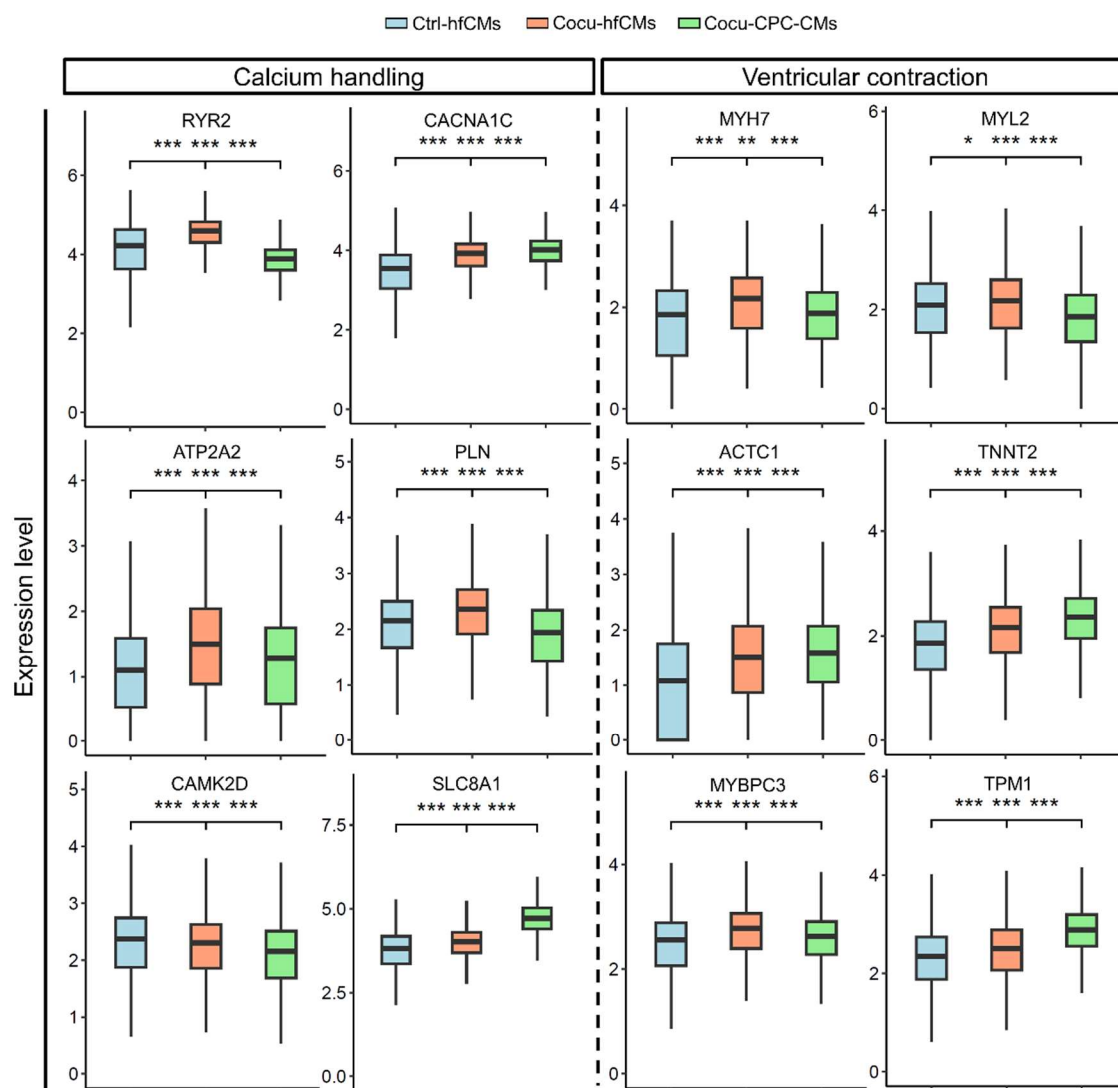 Ctrl-hfCMs Cocu-hfCMs Cocu-CPC-CMs
Calcium handling
Ventricular contraction
Expression level
RYR2
*** *** ***
6
4
2
0
CACNA1C
*** *** ***
6
4
2
0
MYH7
*** ** ***
4
2
0
MYL2
* *** ***
6
4
2
0
ATP2A2
*** *** ***
4
3
2
1
0
PLN
*** *** ***
5
4
3
2
1
0
ACTC1
*** *** ***
5
4
3
2
1
0
TNNT2
*** *** ***
4
2
0
CAMK2D
*** *** ***
5
4
3
2
1
0
SLC8A1
*** *** ***
7.5
5.0
2.5
0.0
MYBPC3
*** *** ***
4
2
0
TPM1
*** *** ***
6
4
2
0